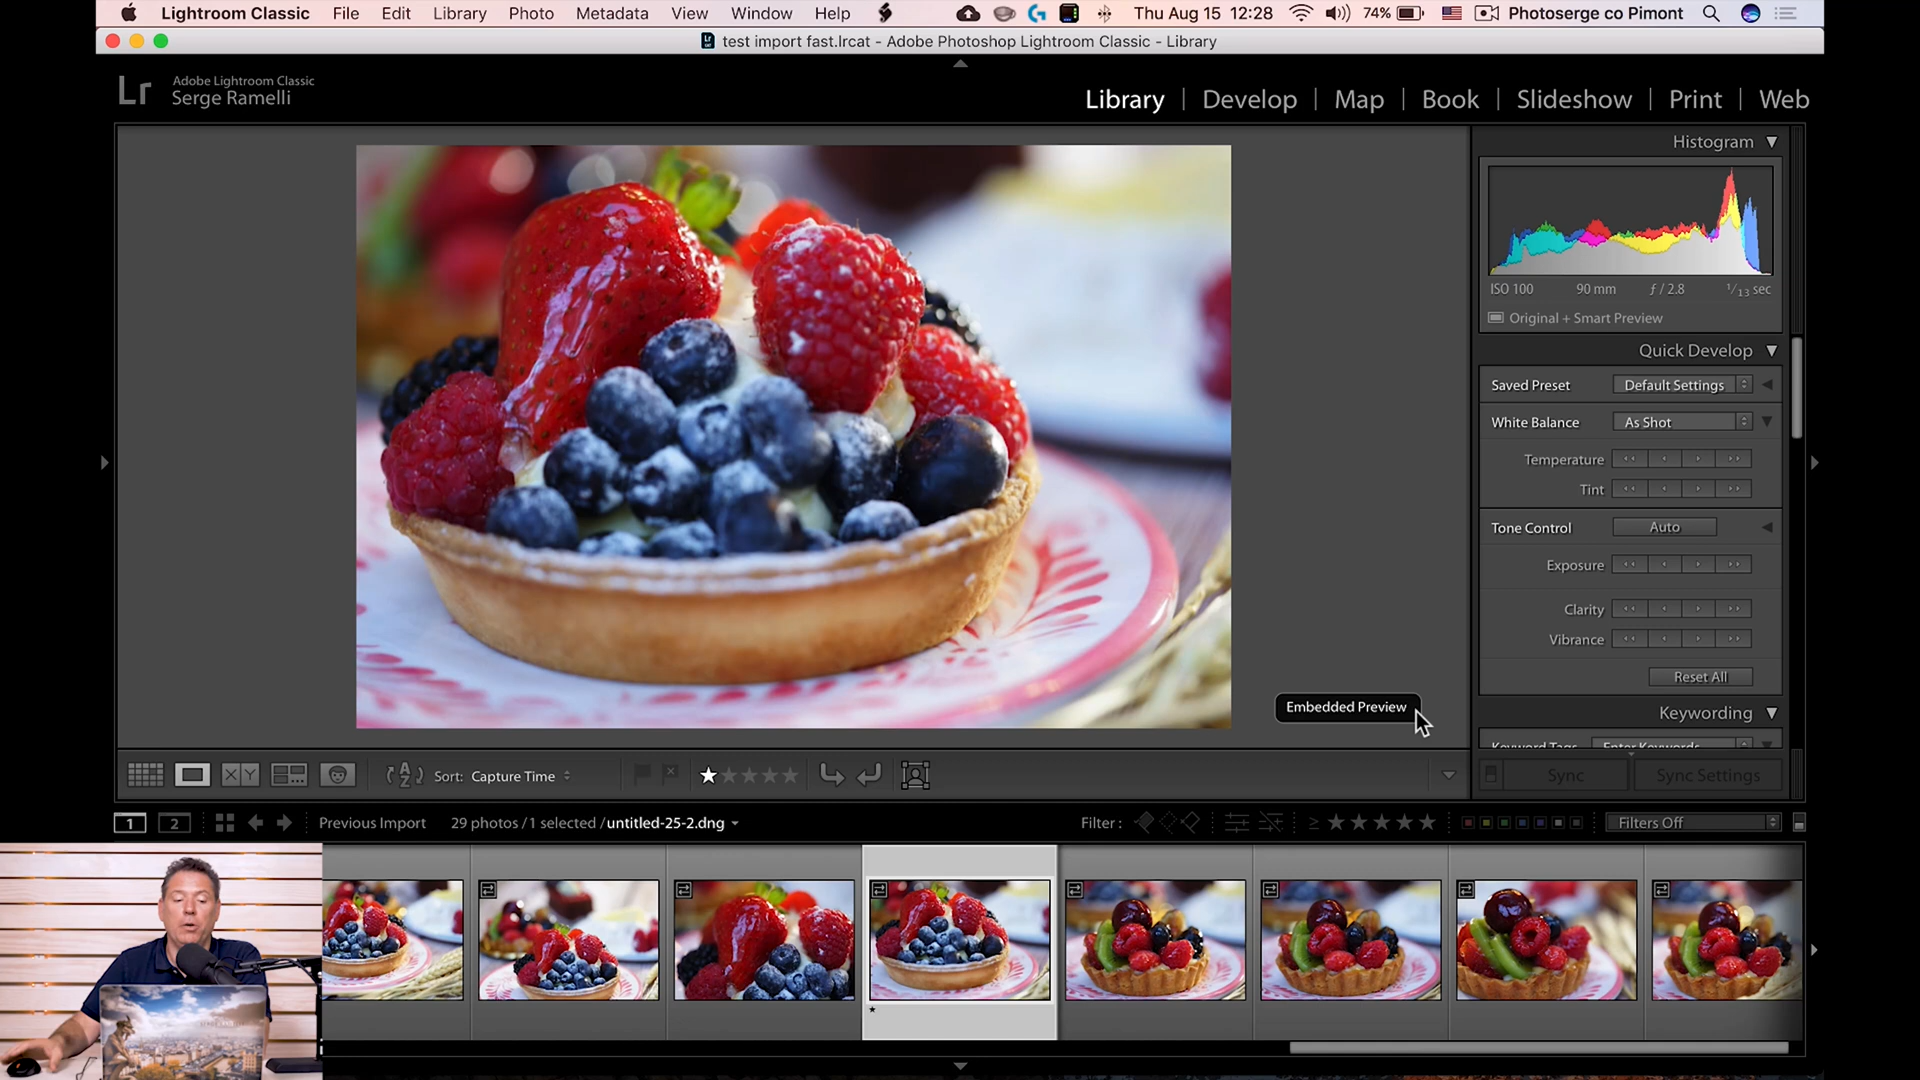 Lightroom Classic File Edit Library Photo Metadata View Window Help Thu Aug 15 12:28 74% Photoserge co Pimont
test import fast.lrcat - Adobe Photoshop Lightroom Classic - Library
Lr Adobe Lightroom Classic
Serge Ramelli
Library | Develop | Map | Book | Slideshow | Print | Web
Histogram
ISO 100 90 mm ƒ / 2.8 1/13 sec
Original + Smart Preview
Quick Develop
Saved Preset Default Settings
White Balance As Shot
Temperature
Tint
Tone Control Auto
Exposure
Clarity
Vibrance
Reset All
Embedded Preview
Keywording
Keyword Tags Enter Keywords
XY Sort: Capture Time Sync Sync Settings
1 2 Previous Import 29 photos / 1 selected / untitled-25-2.dng Filter : ≥ Filters Off